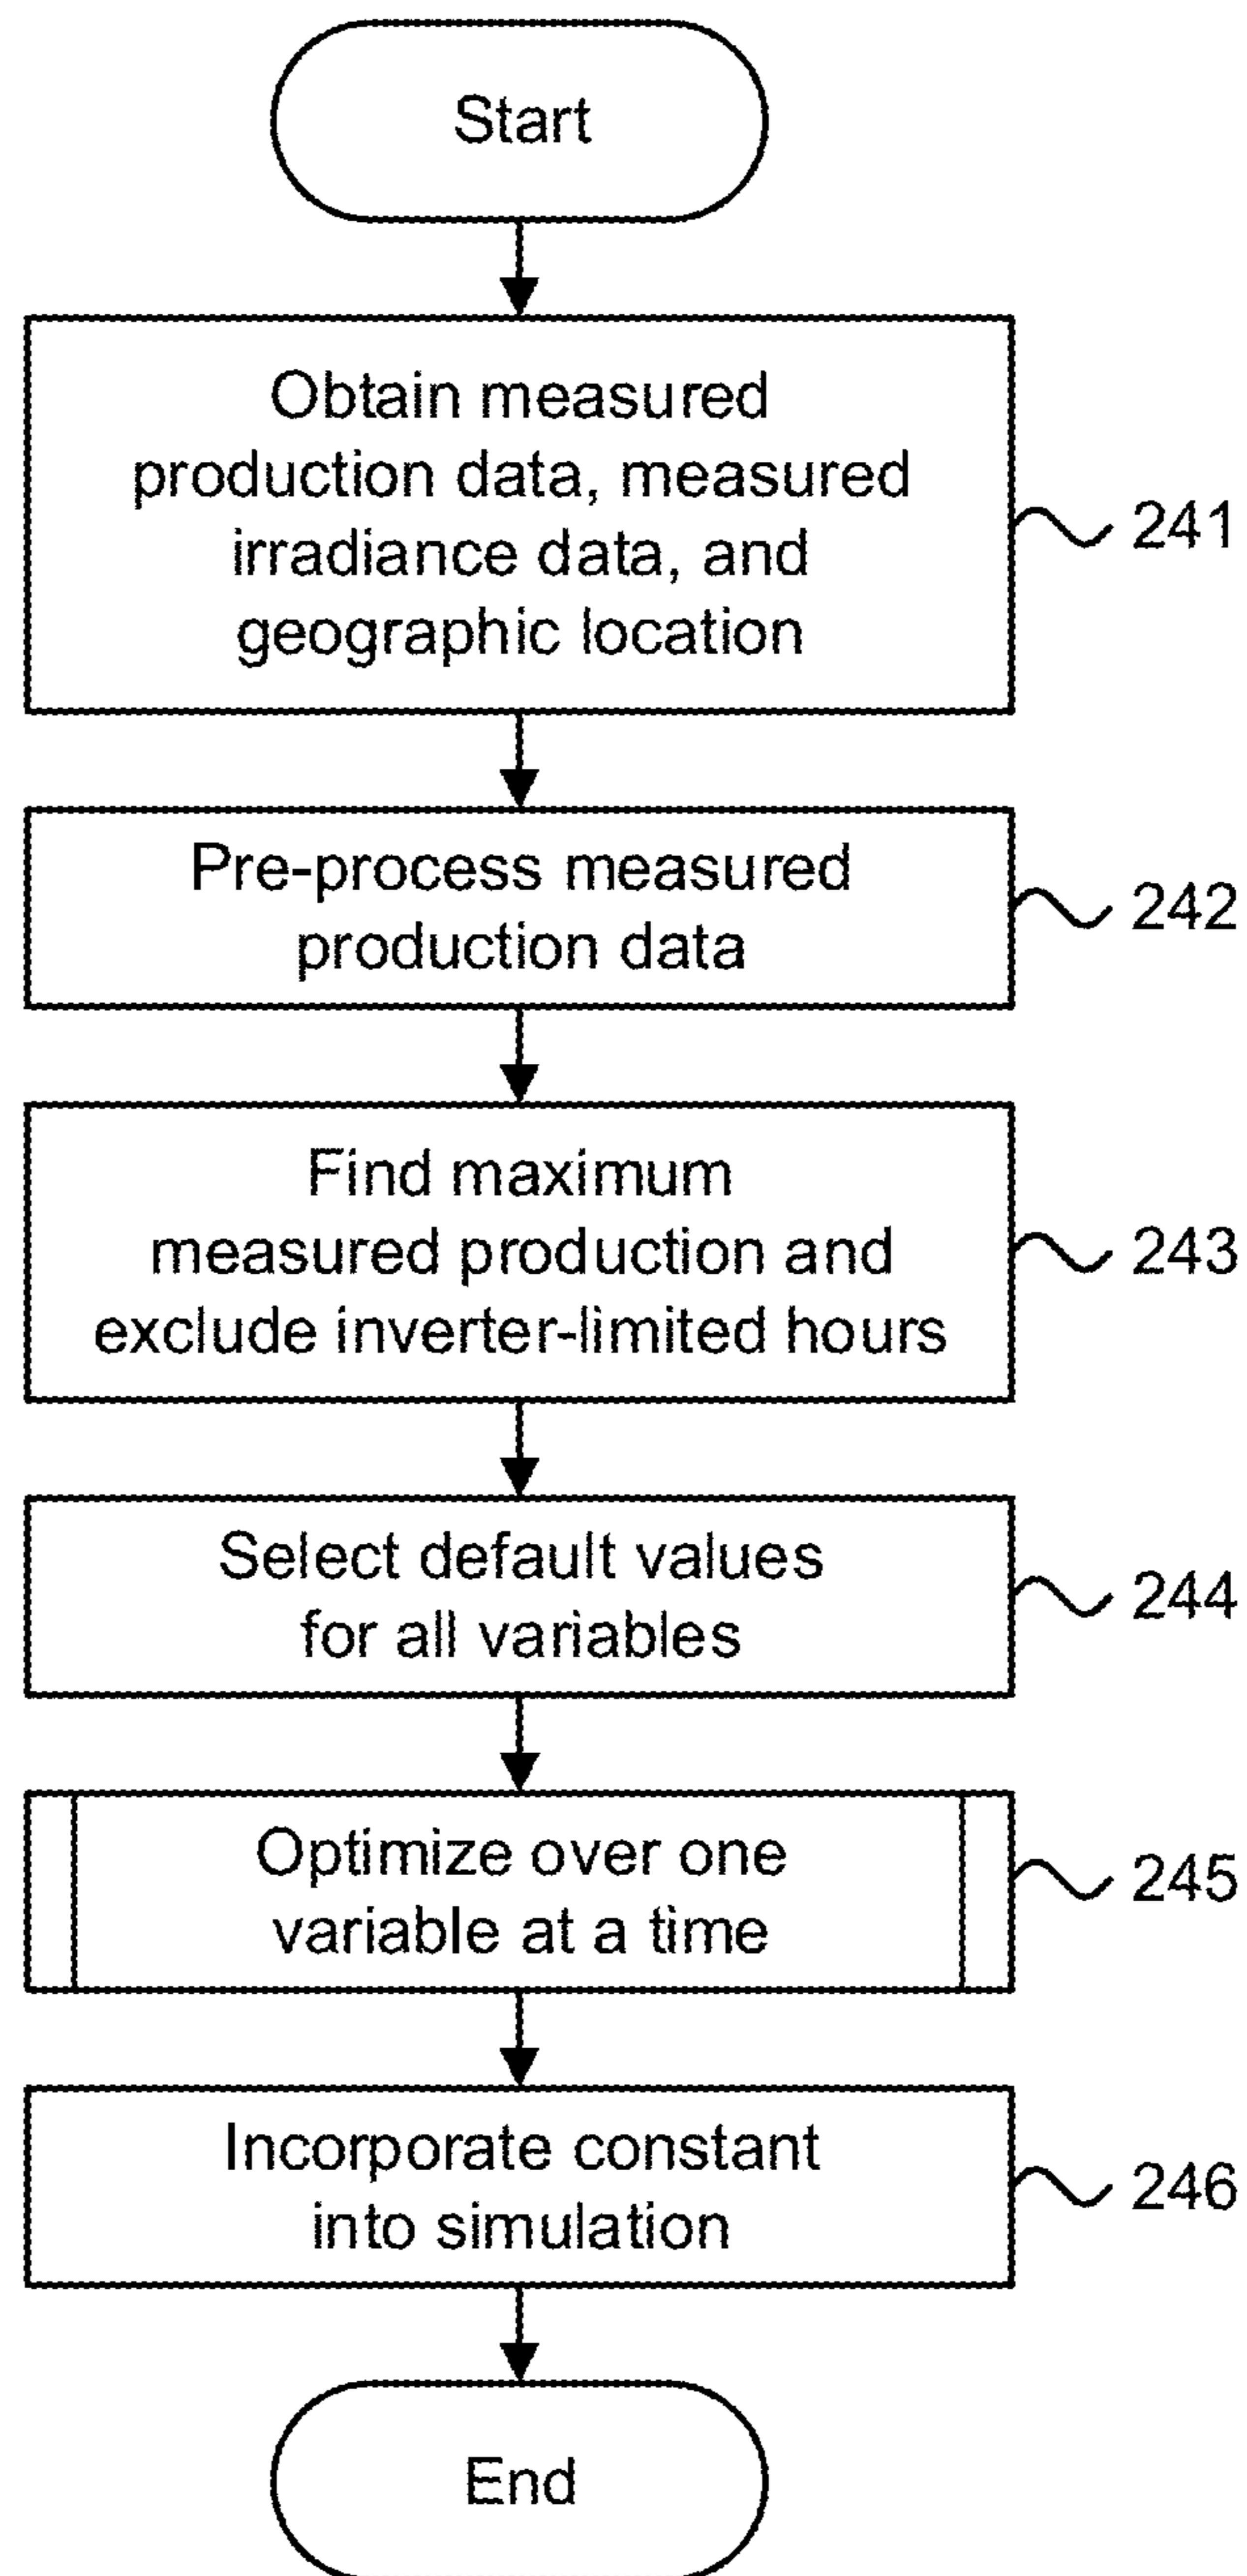 Start
Obtain measured
production data, measured
irradiance data, and
geographic location
241
Pre-process measured
production data
242
Find maximum
measured production and
exclude inverter-limited hours
243
Select default values
for all variables
244
Optimize over one
variable at a time
245
Incorporate constant
into simulation
246
End